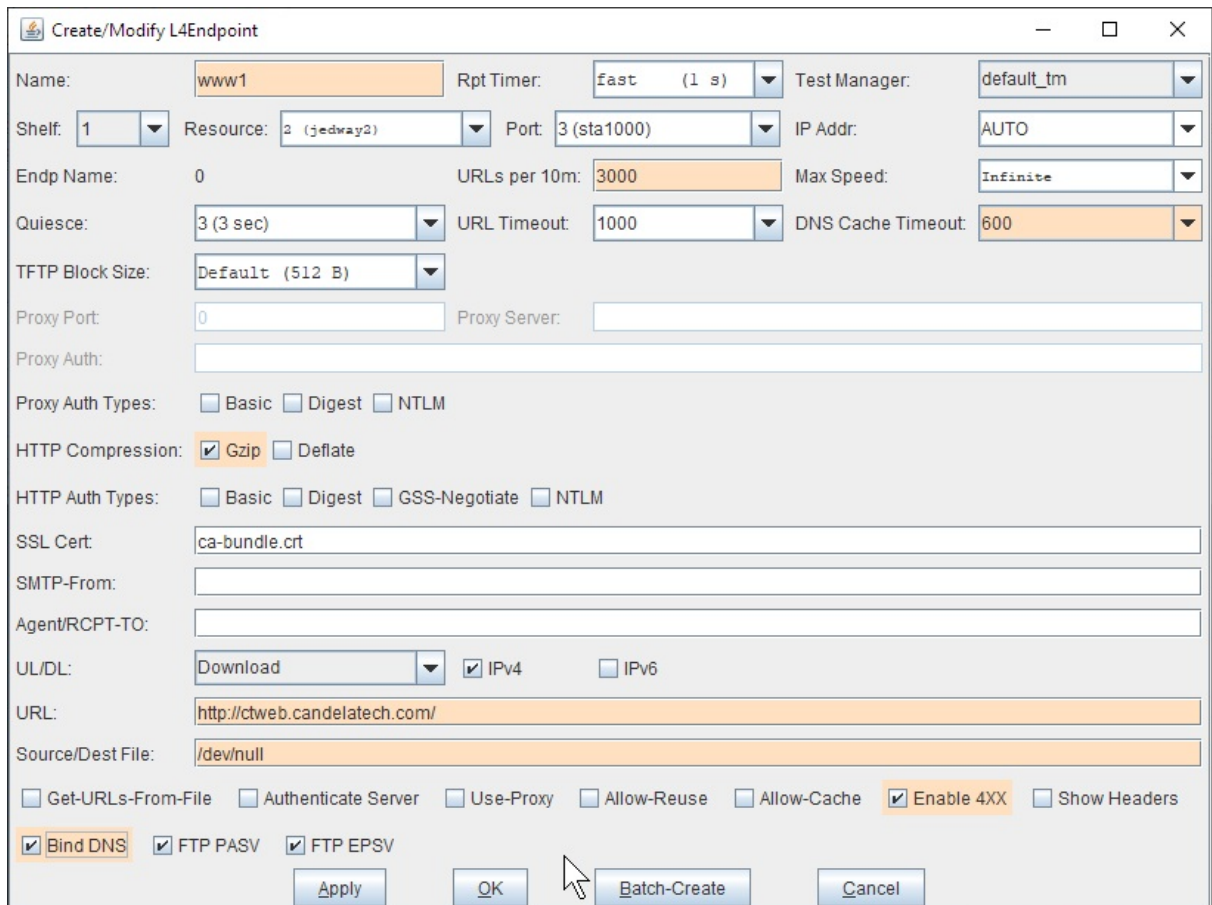 Create/Modify L4Endpoint
Name: www1 Rpt Timer: fast (1 s) Test Manager: default_tm
Shelf: 1 Resource: 2 (jedway2) Port: 3 (sta1000) IP Addr: AUTO
Endp Name: 0 URLs per 10m: 3000 Max Speed: Infinite
Quiesce: 3 (3 sec) URL Timeout: 1000 DNS Cache Timeout: 600
TFTP Block Size: Default (512 B)
Proxy Port: 0 Proxy Server:
Proxy Auth:
Proxy Auth Types: Basic Digest NTLM
HTTP Compression: Gzip Deflate
HTTP Auth Types: Basic Digest GSS-Negotiate NTLM
SSL Cert: ca-bundle.crt
SMTP-From:
Agent/RCPT-TO:
UL/DL: Download IPv4 IPv6
URL: http://ctweb.candelatech.com/
Source/Dest File: /dev/null
Get-URLs-From-File Authenticate Server Use-Proxy Allow-Reuse Allow-Cache Enable 4XX Show Headers
Bind DNS FTP PASV FTP EPSV
Apply OK Batch-Create Cancel